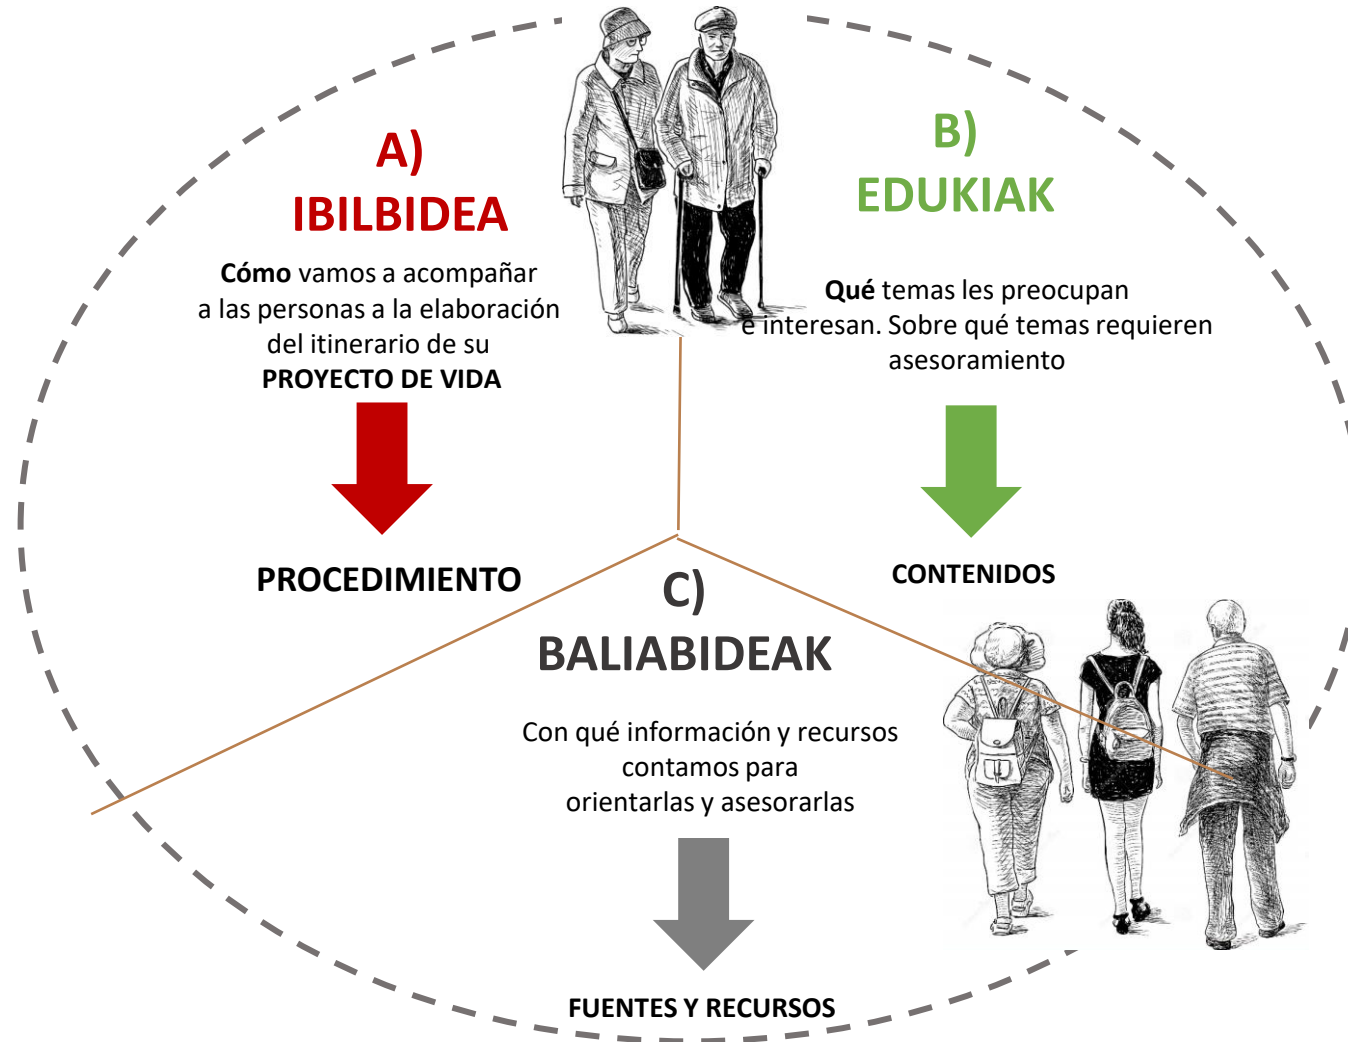 A)
IBILBIDEA
Cómo vamos a acompañar
a las personas a la elaboración
del itinerario de su
PROYECTO DE VIDA
PROCEDIMIENTO
B)
EDUKIAK
Qué temas les preocupan
e interesan. Sobre qué temas requieren
asesoramiento
CONTENIDOS
C)
BALIABIDEAK
Con qué información y recursos
contamos para
orientarlas y asesorarlas
FUENTES Y RECURSOS